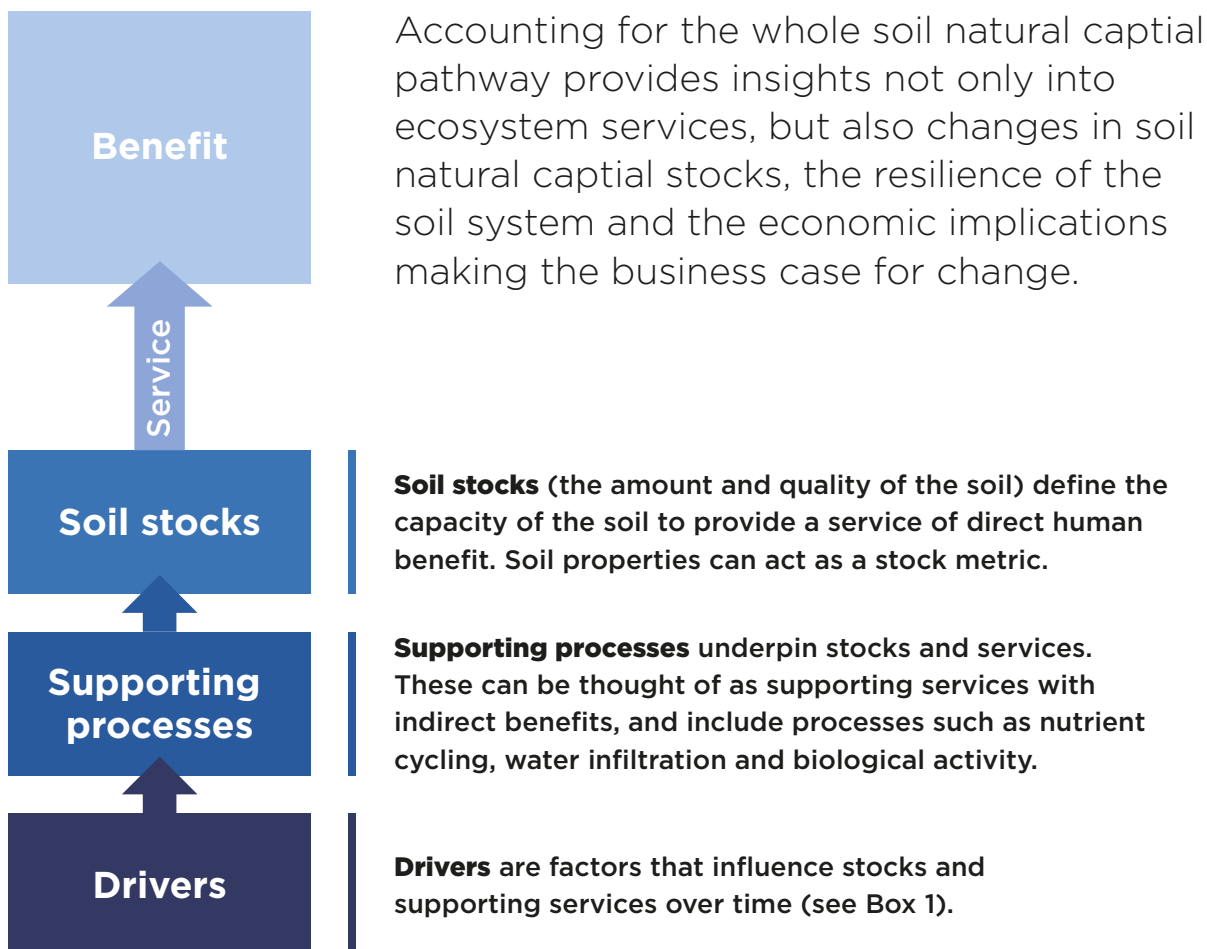 Benefit
Accounting for the whole soil natural captial
pathway provides insights not only into
ecosystem services, but also changes in soil
natural captial stocks, the resilience of the
soil system and the economic implications
making the business case for change.
Service
Soil stocks
Soil stocks (the amount and quality of the soil) define the
capacity of the soil to provide a service of direct human
benefit. Soil properties can act as a stock metric.
Supporting
processes
Supporting processes underpin stocks and services.
These can be thought of as supporting services with
indirect benefits, and include processes such as nutrient
cycling, water infiltration and biological activity.
Drivers
Drivers are factors that influence stocks and
supporting services over time (see Box 1).